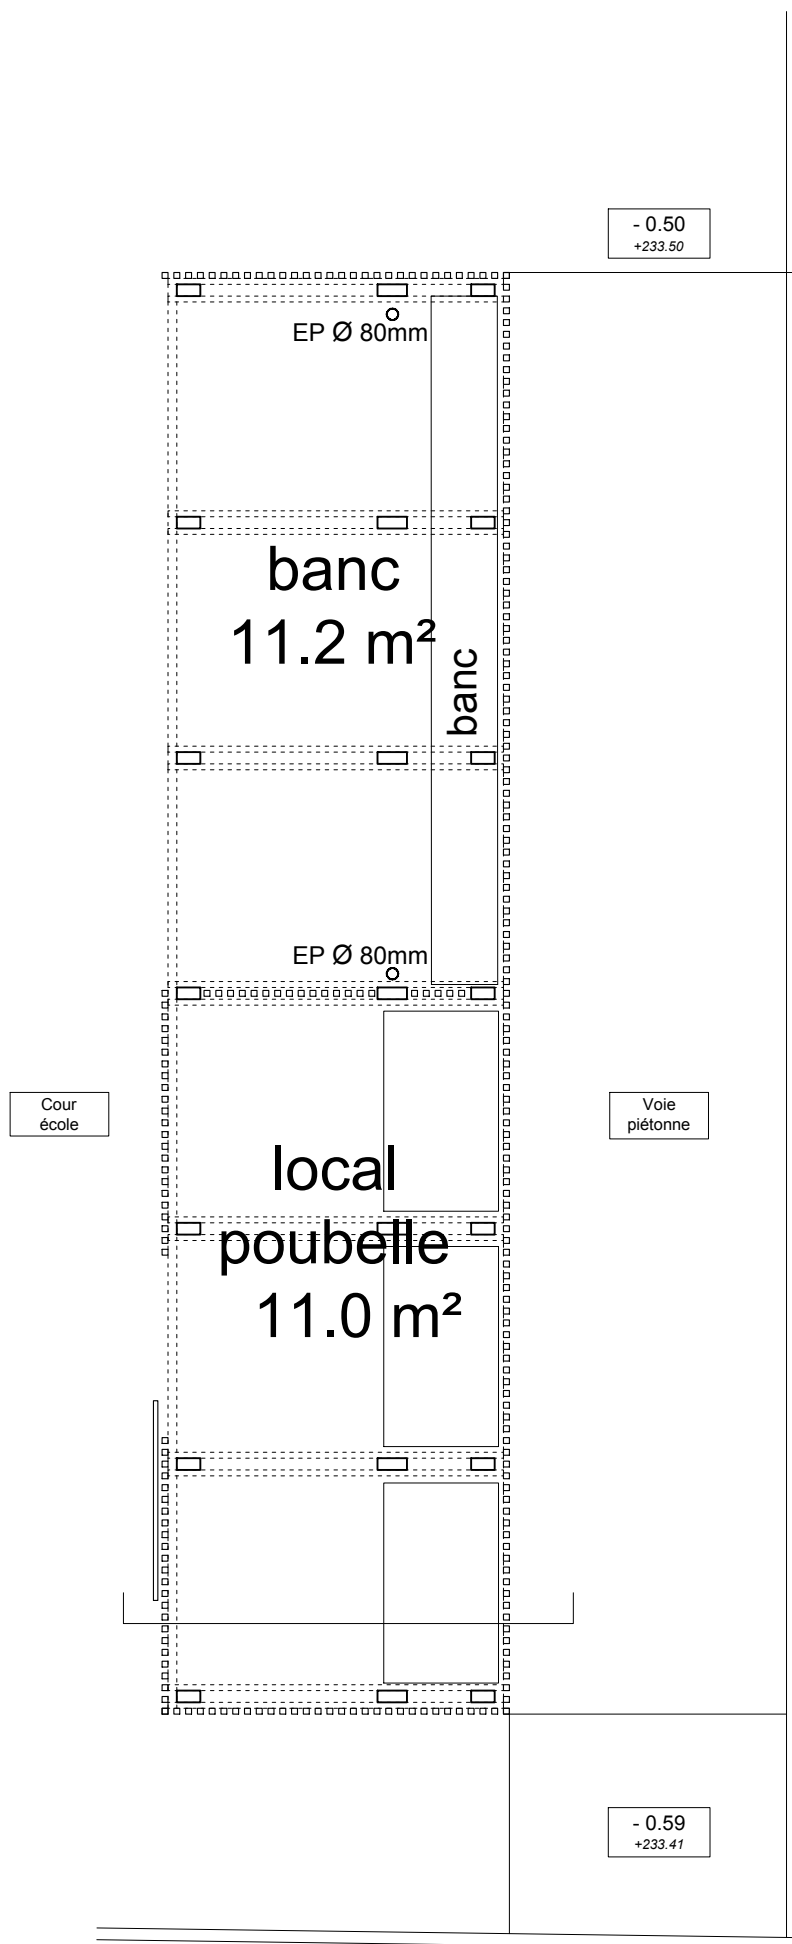 - 0.50
+233.50
EP Ø 80mm
banc
11.2 m²
banc
EP Ø 80mm
Cour
école
Voie
piétonne
local
poubelle
11.0 m²
- 0.59
+233.41